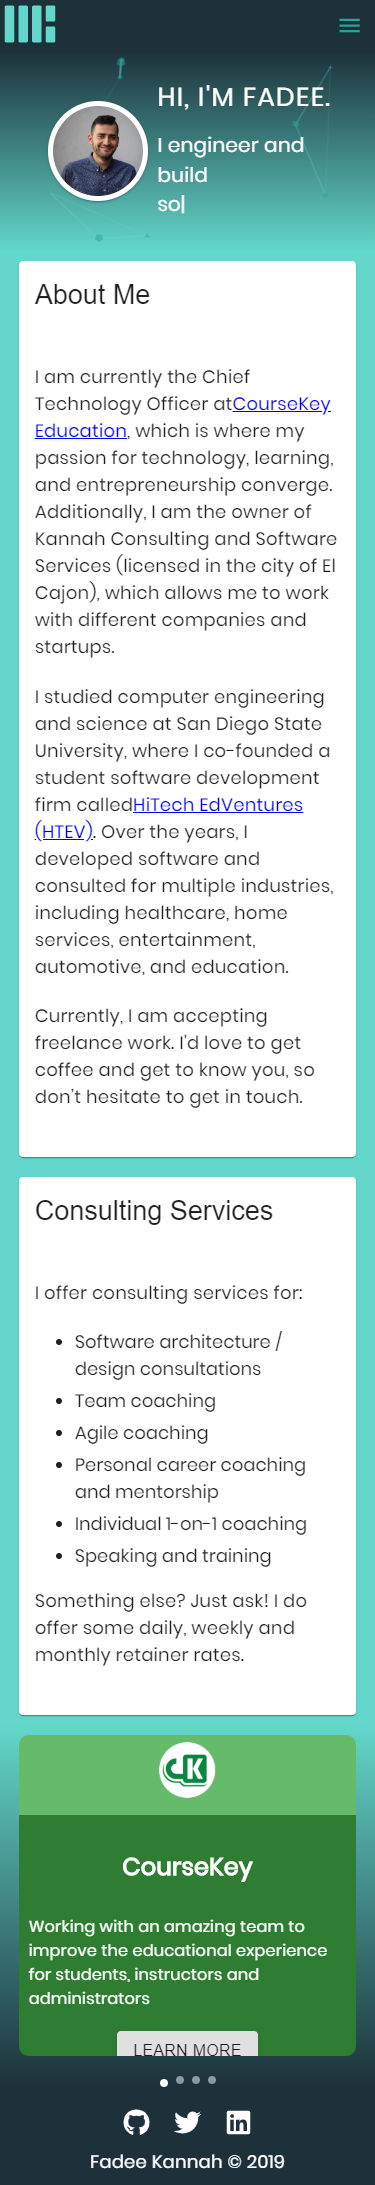 HI, I'M FADEE.
I engineer and
build
so|
About Me
I am currently the Chief
Technology Officer atCourseKey
Education, which is where my
passion for technology, learning,
and entrepreneurship converge.
Additionally, I am the owner of
Kannah Consulting and Software
Services (licensed in the city of El
Cajon), which allows me to work
with different companies and
startups.
I studied computer engineering
and science at San Diego State
University, where I co-founded a
student software development
firm calledHiTech EdVentures
(HTEV). Over the years, I
developed software and
consulted for multiple industries,
including healthcare, home
services, entertainment,
automotive, and education.
Currently, I am accepting
freelance work. I'd love to get
coffee and get to know you, so
don't hesitate to get in touch.
Consulting Services
I offer consulting services for:
• Software architecture /
design consultations
• Team coaching
• Agile coaching
• Personal career coaching
and mentorship
• Individual 1-on-1 coaching
• Speaking and training
Something else? Just ask! I do
offer some daily, weekly and
monthly retainer rates.
CK
CourseKey
Working with an amazing team to
improve the educational experience
for students, instructors and
administrators
LEARN MORE
Fadee Kannah © 2019